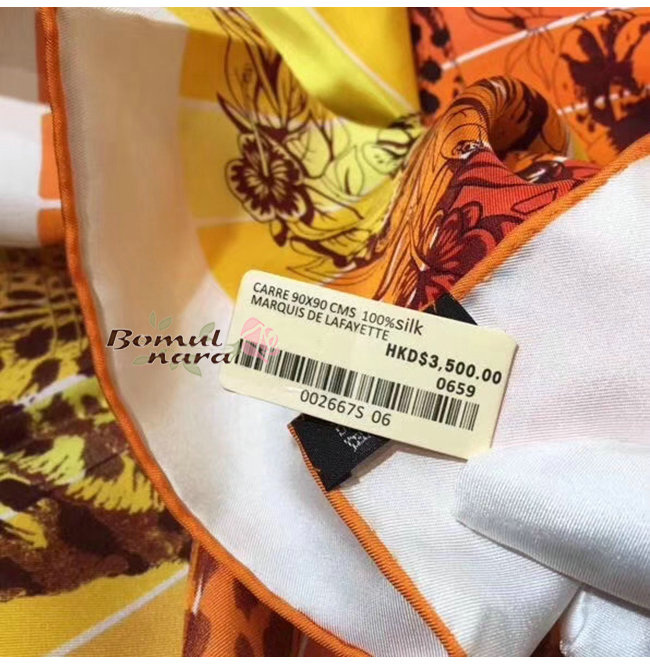 CARRE 90X90 CMS 100%silk
MARQUIS DE LAFAYETTE
HKD$3,500.00
0659
002667S 06
Bomul
nara